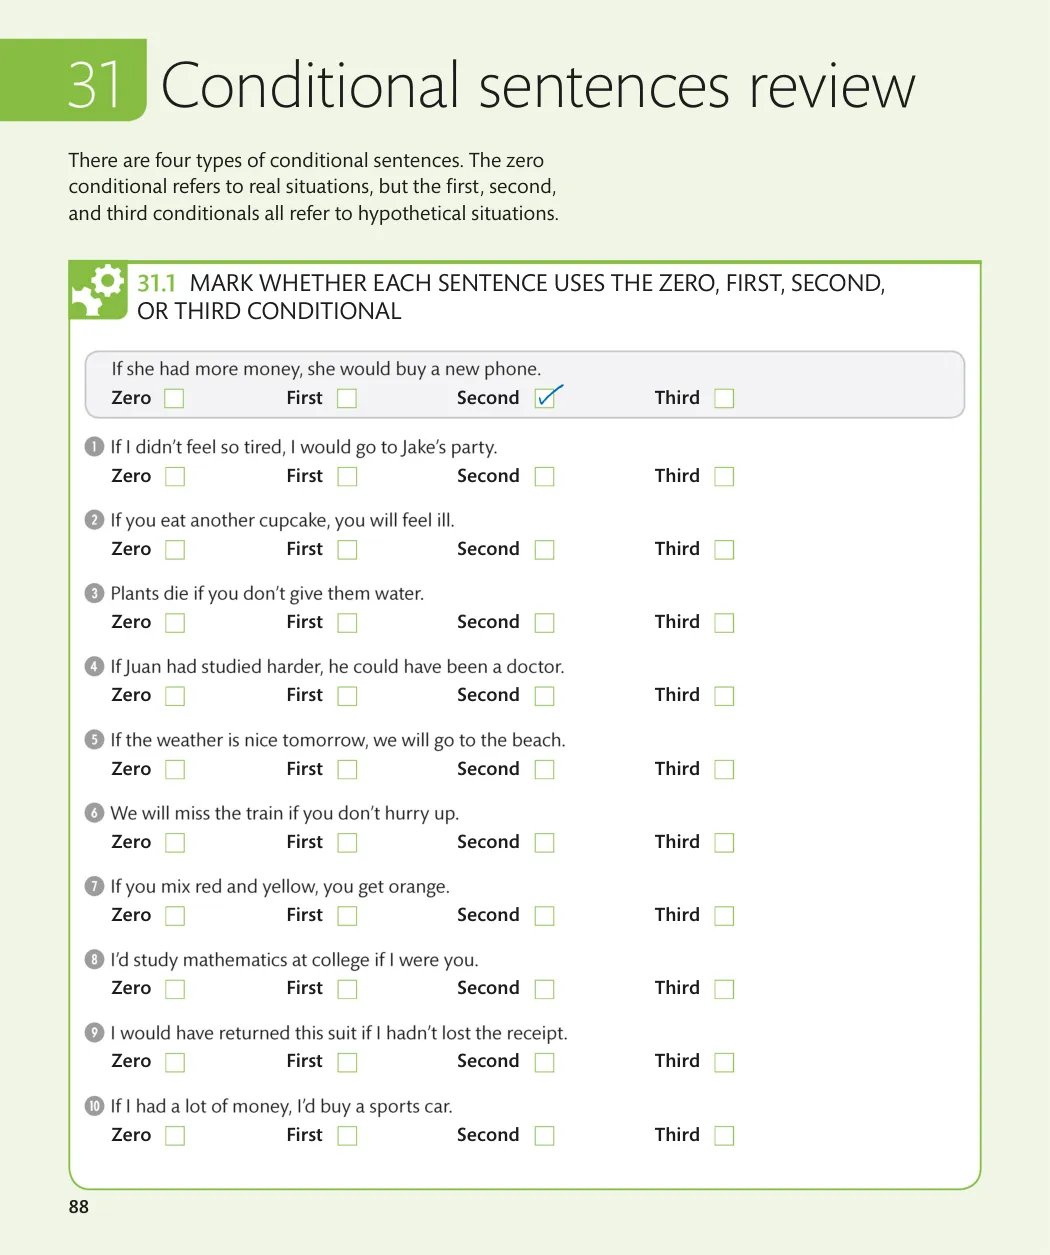 31 Conditional sentences review
There are four types of conditional sentences. The zero
conditional refers to real situations, but the first, second,
and third conditionals all refer to hypothetical situations.
31.1 MARK WHETHER EACH SENTENCE USES THE ZERO, FIRST, SECOND,
OR THIRD CONDITIONAL
If she had more money, she would buy a new phone.
Zero First Second Third
1 If I didn’t feel so tired, I would go to Jake’s party.
Zero First Second Third
2 If you eat another cupcake, you will feel ill.
Zero First Second Third
3 Plants die if you don’t give them water.
Zero First Second Third
4 If Juan had studied harder, he could have been a doctor.
Zero First Second Third
5 If the weather is nice tomorrow, we will go to the beach.
Zero First Second Third
6 We will miss the train if you don’t hurry up.
Zero First Second Third
7 If you mix red and yellow, you get orange.
Zero First Second Third
8 I’d study mathematics at college if I were you.
Zero First Second Third
9 I would have returned this suit if I hadn’t lost the receipt.
Zero First Second Third
10 If I had a lot of money, I’d buy a sports car.
Zero First Second Third
88